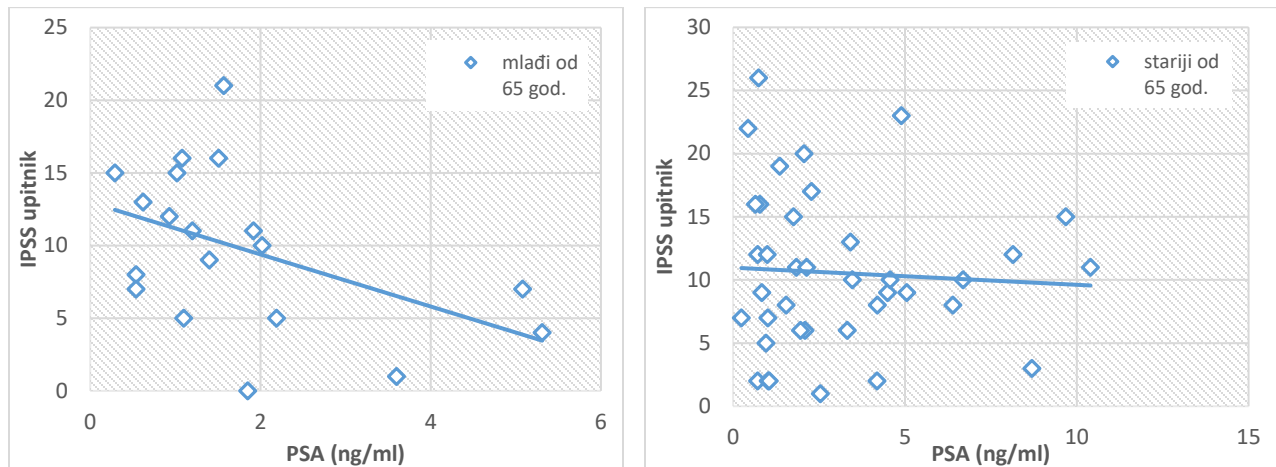 25
20
15
10
5
0
0 2 4 6
IPSS upitnik
PSA (ng/ml)
mlađi od
65 god.
30
25
20
15
10
5
0
0 5 10 15
IPSS upitnik
PSA (ng/ml)
stariji od
65 god.